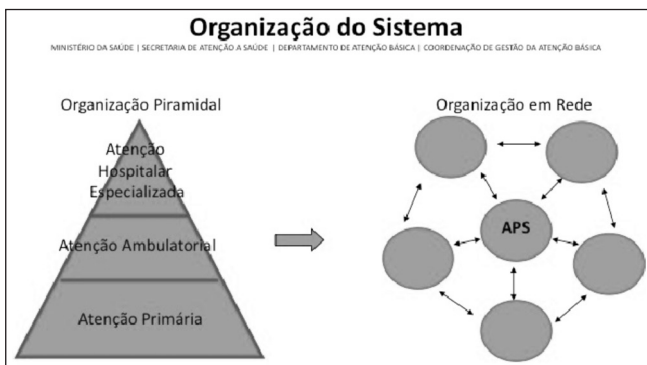 Organização do Sistema
MINISTÉRIO DA SAÚDE | SECRETARIA DE ATENÇÃO A SAÚDE | DEPARTAMENTO DE ATENÇÃO BÁSICA | COORDENAÇÃO DE GESTÃO DA ATENÇÃO BÁSICA
Organização Piramidal
Atenção
Hospitalar
Especializada
Atenção Ambulatorial
Atenção Primária
Organização em Rede
APS